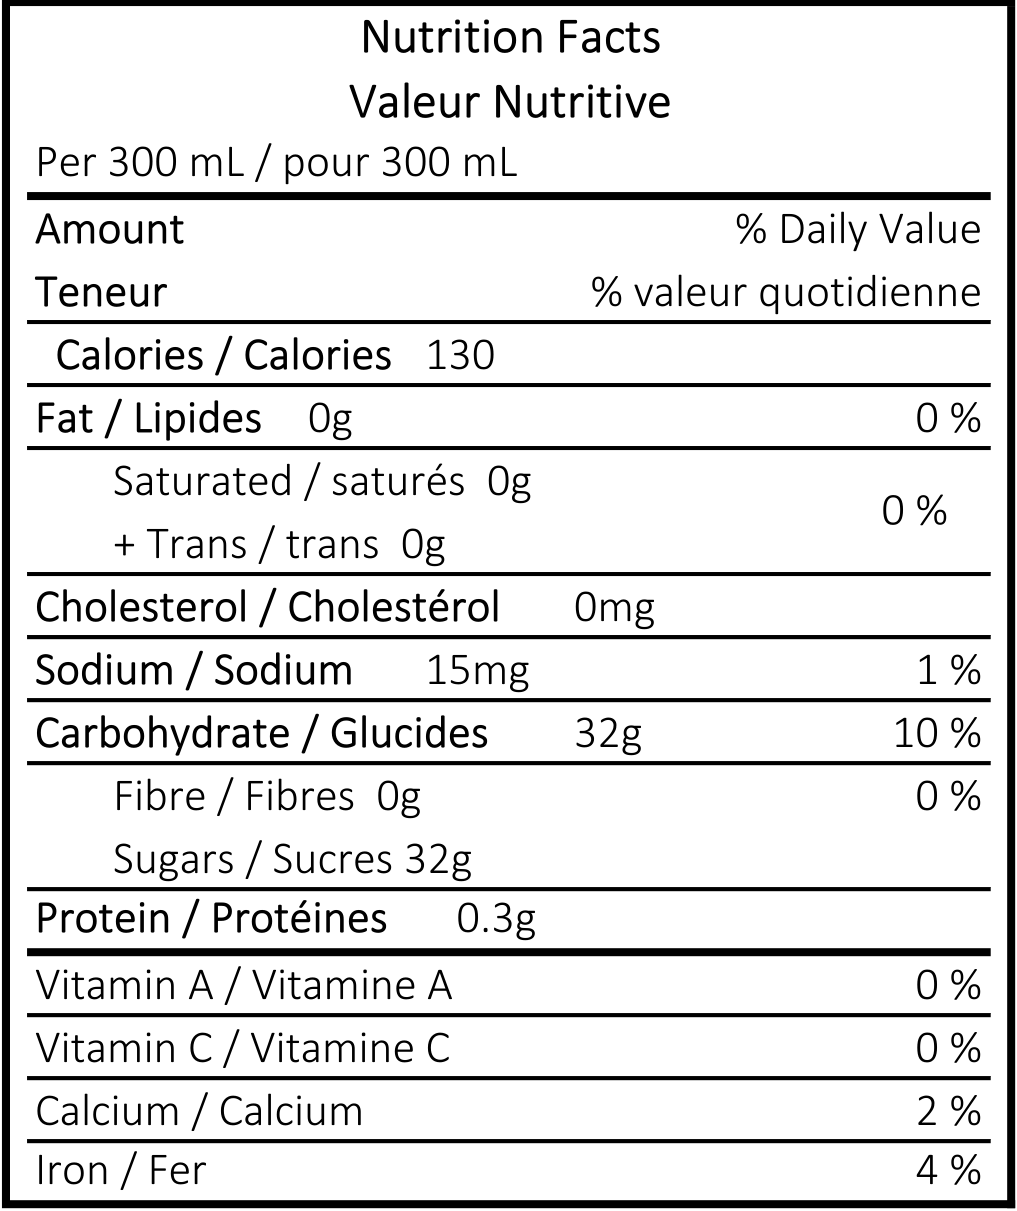 Nutrition Facts
Valeur Nutritive
Per 300 mL / pour 300 mL
Amount % Daily Value
Teneur % valeur quotidienne
Calories / Calories 130
Fat / Lipides 0g 0 %
Saturated / saturés 0g
0 %
+ Trans / trans 0g
Cholesterol / Cholestérol 0mg
Sodium / Sodium 15mg 1 %
Carbohydrate / Glucides 32g 10 %
Fibre / Fibres 0g 0 %
Sugars / Sucres 32g
Protein / Protéines 0.3g
Vitamin A / Vitamine A 0 %
Vitamin C / Vitamine C 0 %
Calcium / Calcium 2 %
Iron / Fer 4 %